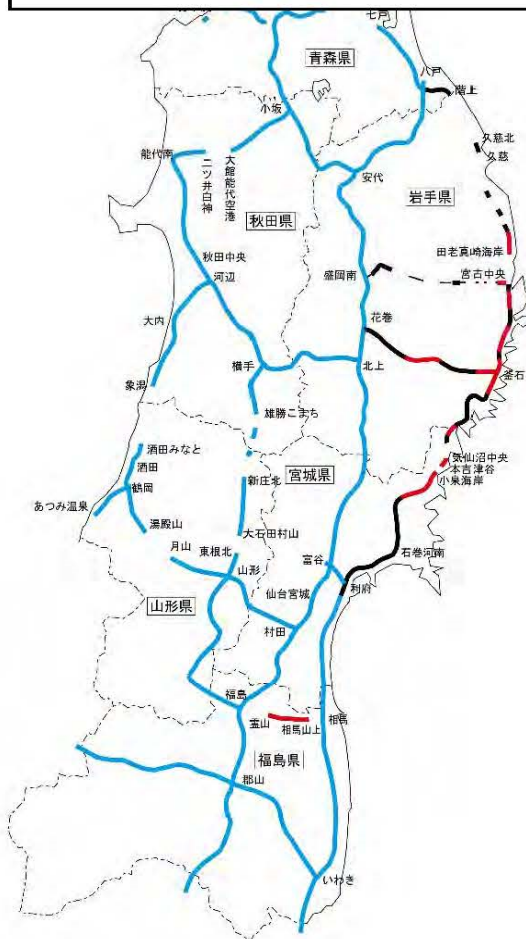 七戸
青森県
八戸
階上
小坂
久慈北
久慈
能代南
二ツ井白神
大館能代空港
安代
岩手県
秋田県
田老真崎海岸
秋田中央
盛岡南
宮古中央
河辺
花巻
大内
横手
北上
釜石
象潟
雄勝こまち
酒田みなと
気仙沼中央
宮城県
本吉津谷
酒田
小泉海岸
新庄北
鶴岡
あつみ温泉
湯殿山
大石田村山
石巻河南
月山
東根北
富谷
山形
利府
仙台宮城
山形県
村田
福島
霊山
相馬
相馬山上
福島県
郡山
いわき